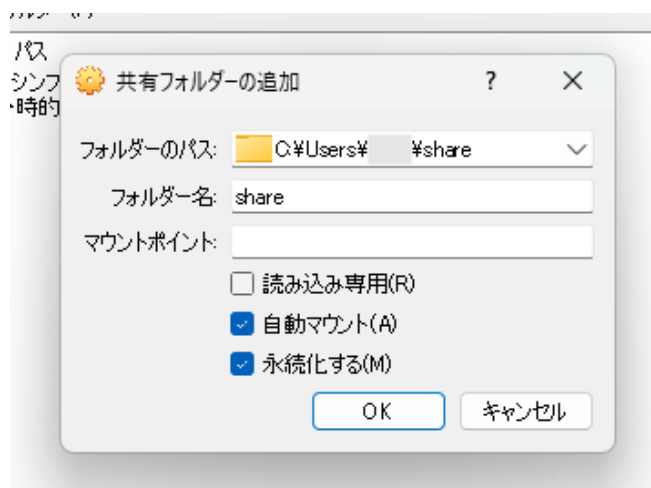 パス
シンフ
時的
共有フォルダーの追加
?
フォルダーのパス: C:¥Users¥ ¥share
フォルダー名: share
マウントポイント:
読み込み専用(R)
自動マウント(A)
永続化する(M)
OK
キャンセル